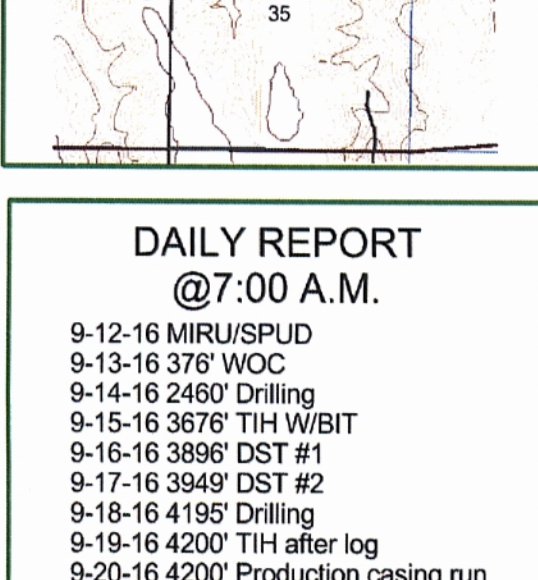 35
DAILY REPORT
@7:00 A.M.
9-12-16 MIRU/SPUD
9-13-16 376' WOC
9-14-16 2460' Drilling
9-15-16 3676' TIH W/BIT
9-16-16 3896' DST #1
9-17-16 3949' DST #2
9-18-16 4195' Drilling
9-19-16 4200' TIH after log
9-20-16 4200' Production casing run